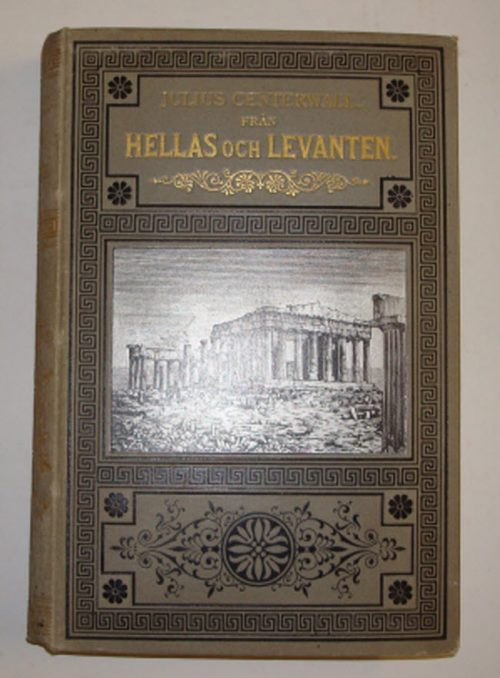 JULIUS CENTERWALL.
FRÅN
HELLAS OCH LEVANTEN.